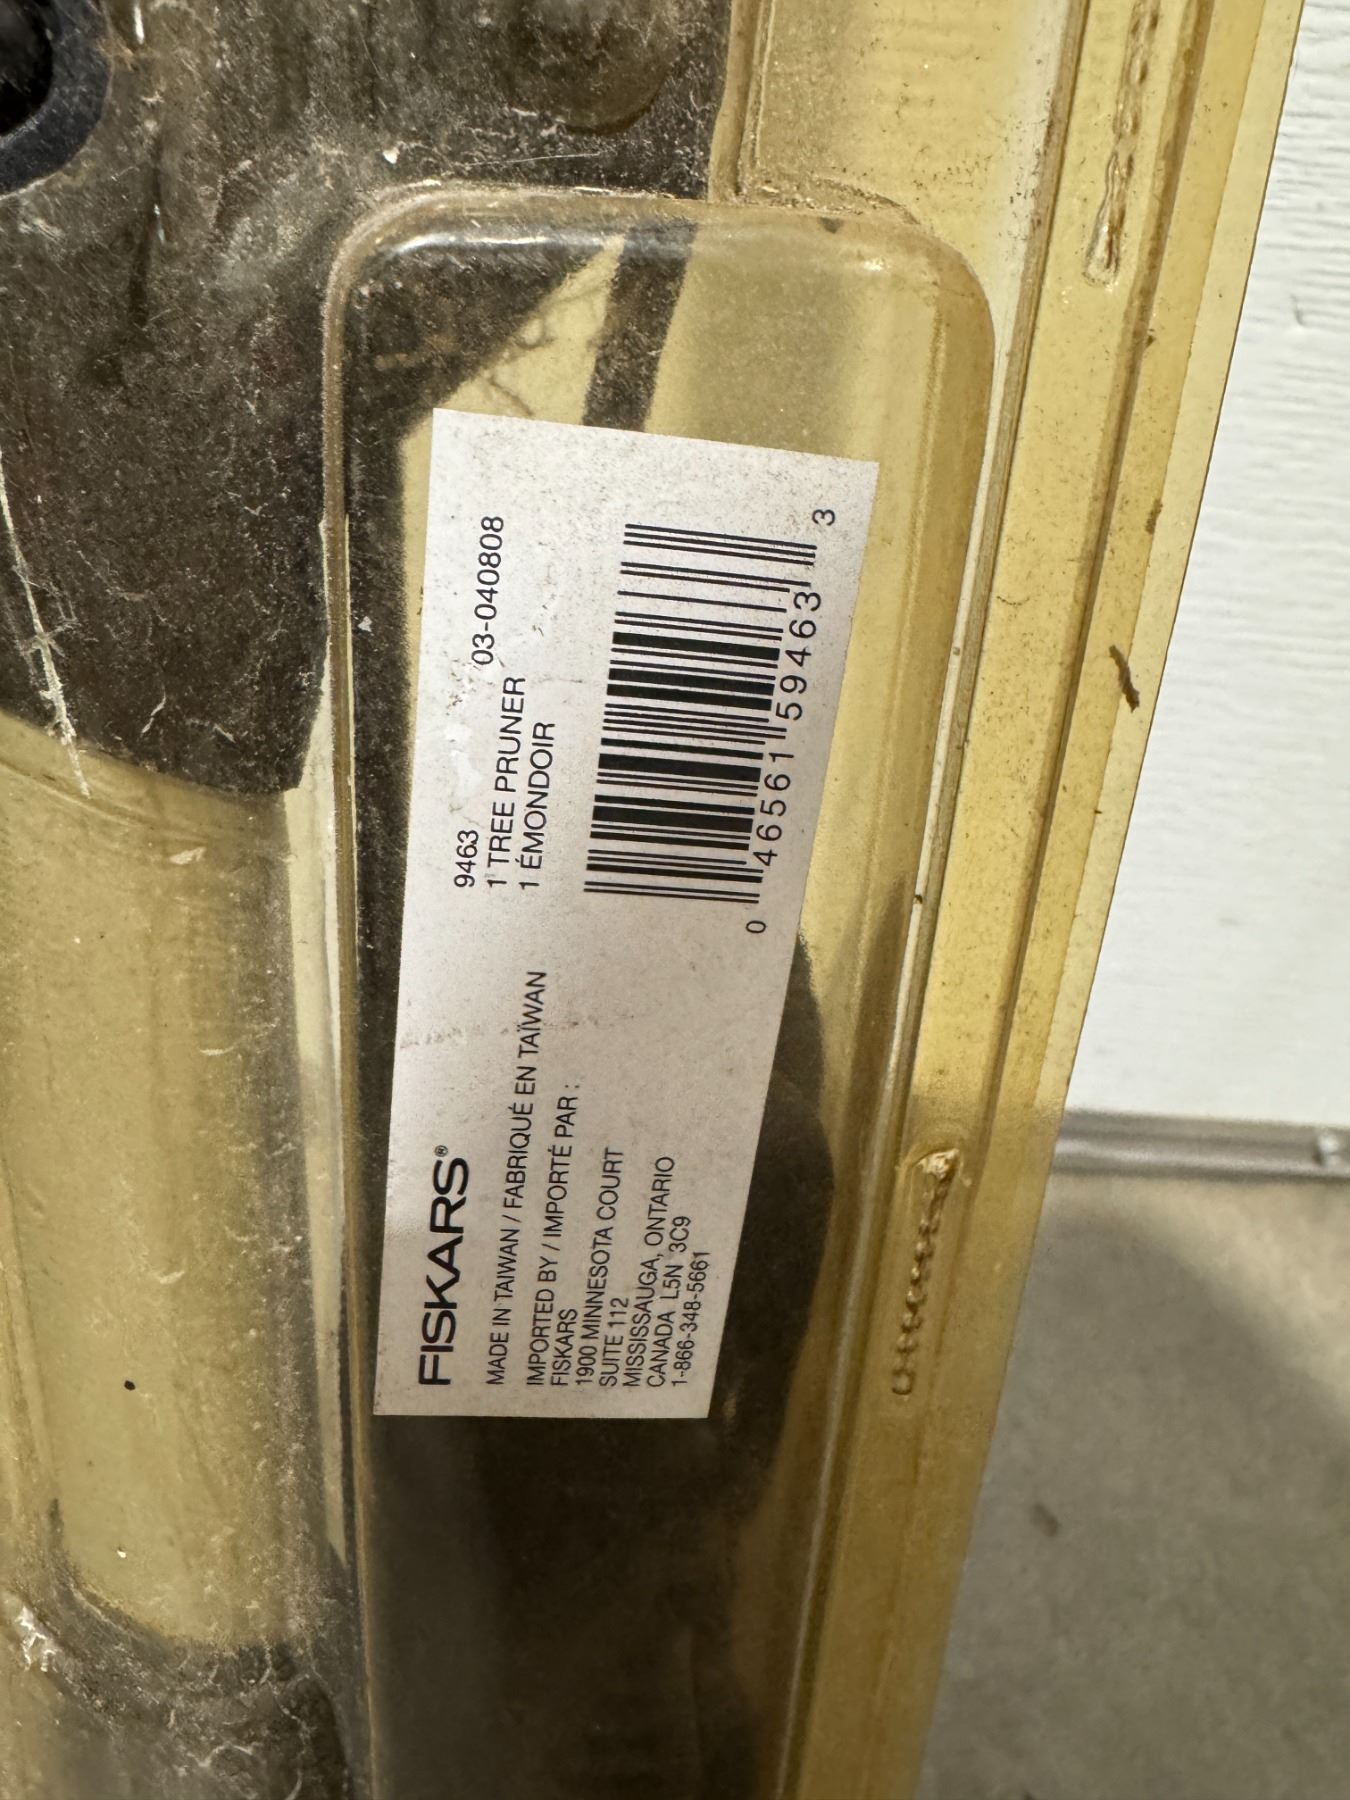 FISKARS®
MADE IN TAIWAN / FABRIQUÉ EN TAÏWAN
IMPORTED BY / IMPORTÉ PAR :
FISKARS
1900 MINNESOTA COURT
SUITE 112
MISSISSAUGA, ONTARIO
CANADA L5N 3C9
1-866-348-5661
9463 03-040808
1 TREE PRUNER
1 ÉMONDOIR
0 46561 59463 3